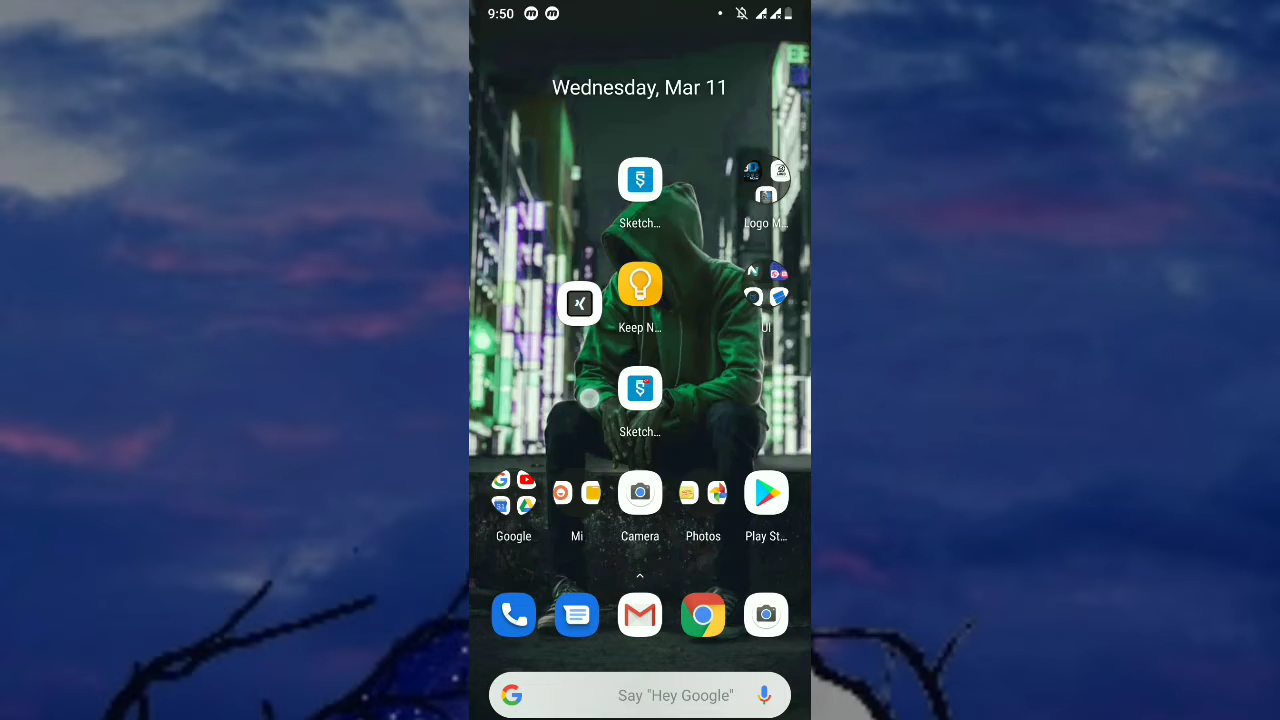 9:50
Wednesday, Mar 11
Sketch...
Logo M...
Keep N...
UI
Sketch...
Google
Mi
Camera
Photos
Play St...
Say "Hey Google"